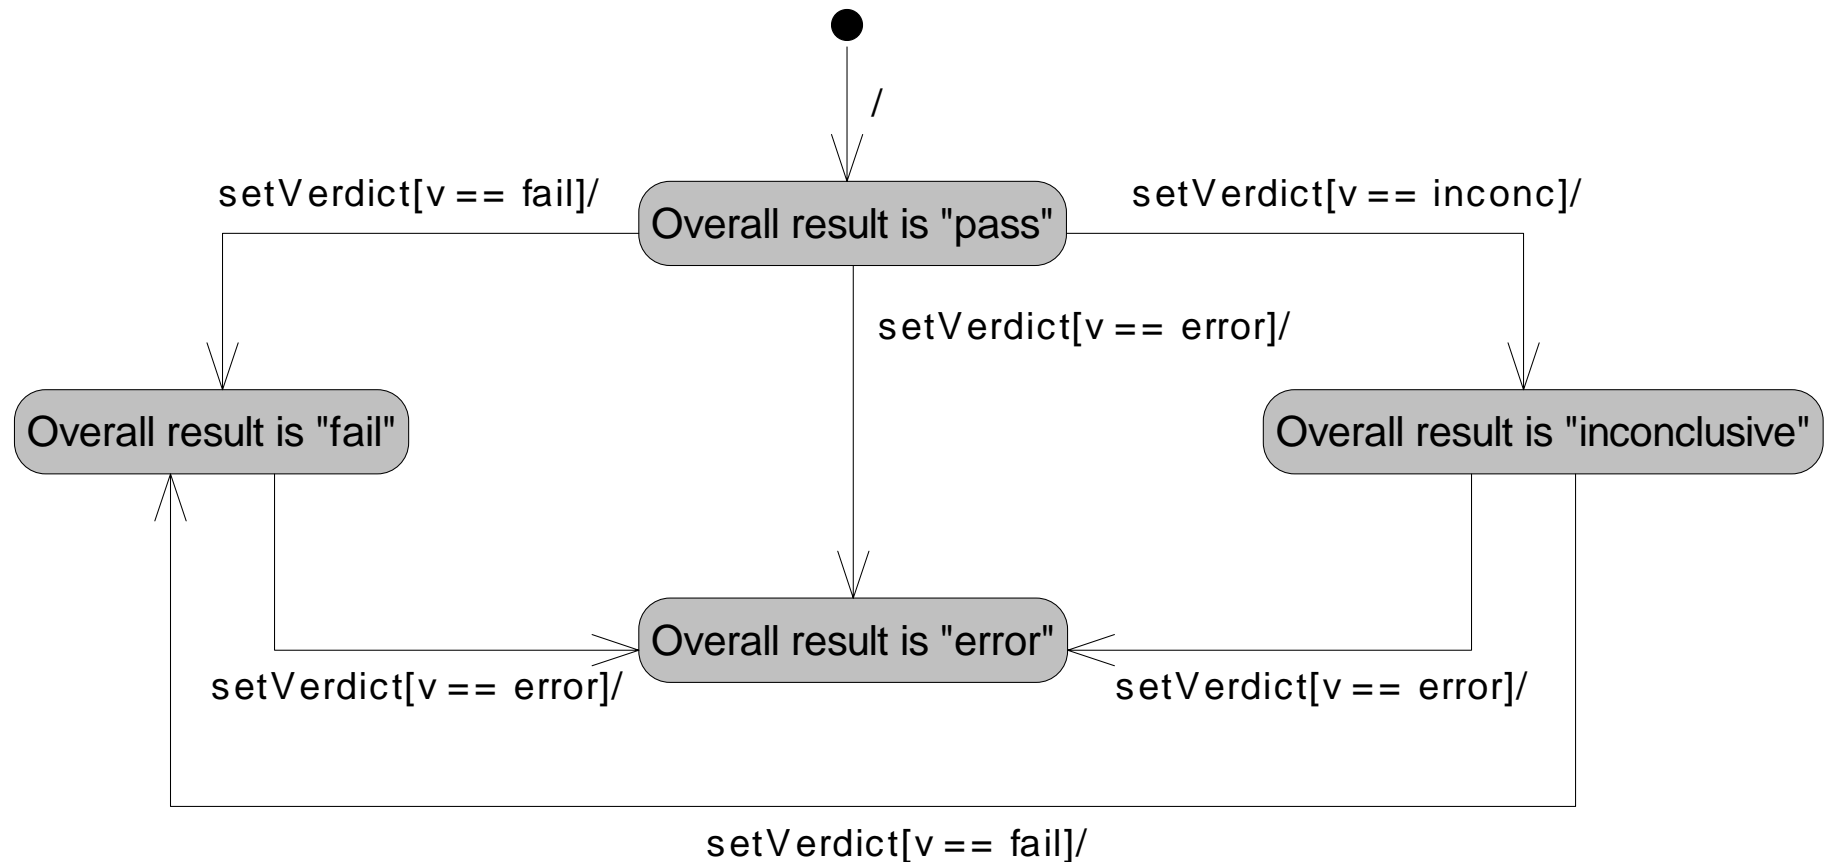 /
setVerdict[v == fail]/
setVerdict[v == inconc]/
Overall result is "pass"
setVerdict[v == error]/
Overall result is "fail"
Overall result is "inconclusive"
Overall result is "error"
setVerdict[v == error]/
setVerdict[v == error]/
setVerdict[v == fail]/